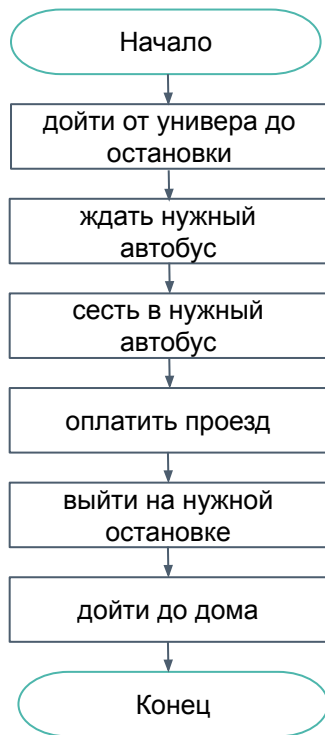 Начало
дойти от универа до
остановки
ждать нужный
автобус
сесть в нужный
автобус
оплатить проезд
выйти на нужной
остановке
дойти до дома
Конец